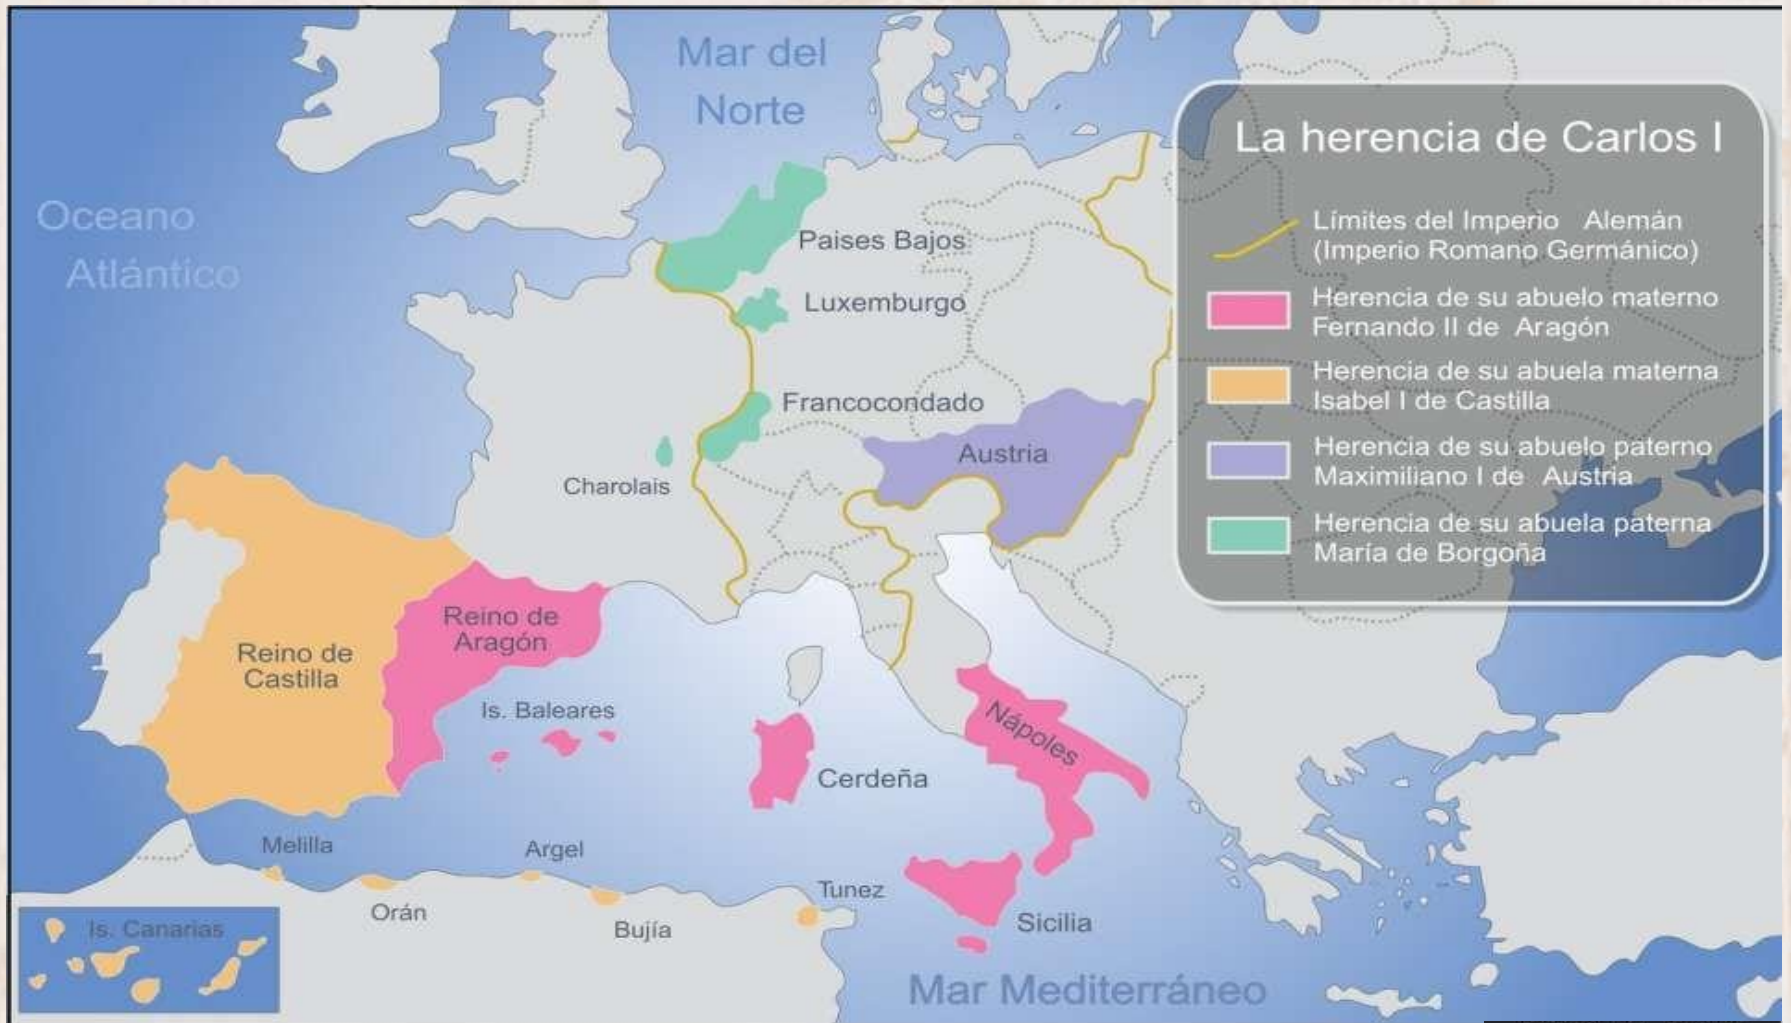 Mar del
Norte
Oceano
Atlántico
Paises Bajos
Luxemburgo
Francocondado
Charolais
Austria
Reino de
Aragón
Reino de
Castilla
Is. Baleares
Nápoles
Cerdeña
Melilla
Argel
Tunez
Orán
Bujía
Sicilia
Is. Canarias
Mar Mediterráneo
La herencia de Carlos I
Límites del Imperio Alemán
(Imperio Romano Germánico)
Herencia de su abuelo materno
Fernando II de Aragón
Herencia de su abuela materna
Isabel I de Castilla
Herencia de su abuelo paterno
Maximiliano I de Austria
Herencia de su abuela paterna
María de Borgoña